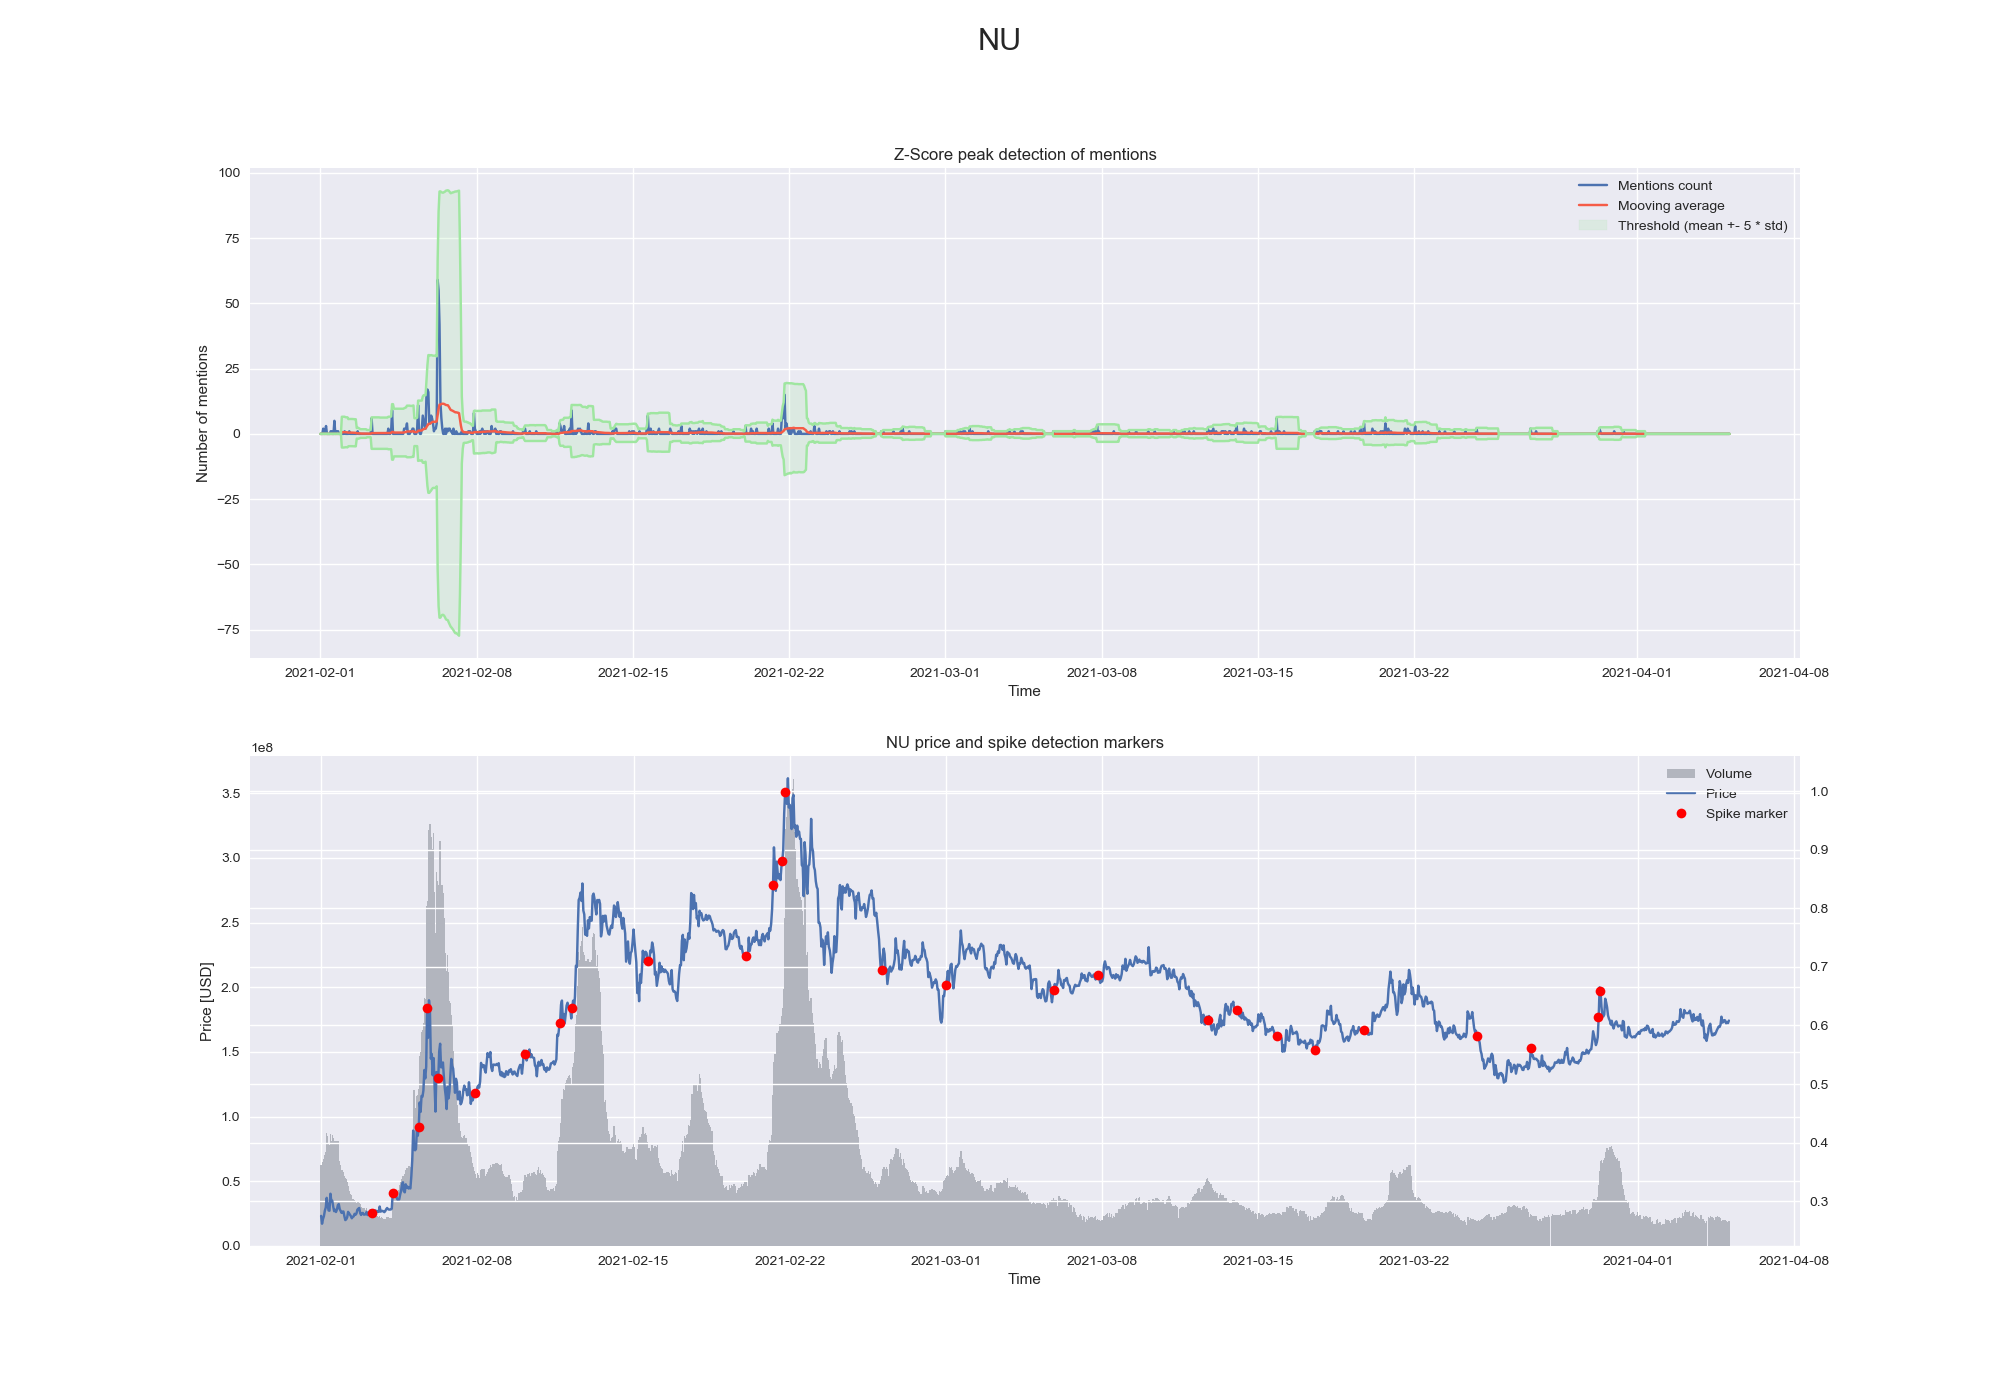 NU
Z-Score peak detection of mentions
Mentions count
Mooving average
Threshold (mean +- 5 * std)
100
75
50
25
0
−25
−50
−75
Number of mentions
2021-02-01 2021-02-08 2021-02-15 2021-02-22 2021-03-01 2021-03-08 2021-03-15 2021-03-22 2021-04-01 2021-04-08
Time
NU price and spike detection markers
1e8
Volume
Price
Spike marker
3.5
3.0
2.5
2.0
1.5
1.0
0.5
0.0
Price [USD]
1.0
0.9
0.8
0.7
0.6
0.5
0.4
0.3
2021-02-01 2021-02-08 2021-02-15 2021-02-22 2021-03-01 2021-03-08 2021-03-15 2021-03-22 2021-04-01 2021-04-08
Time